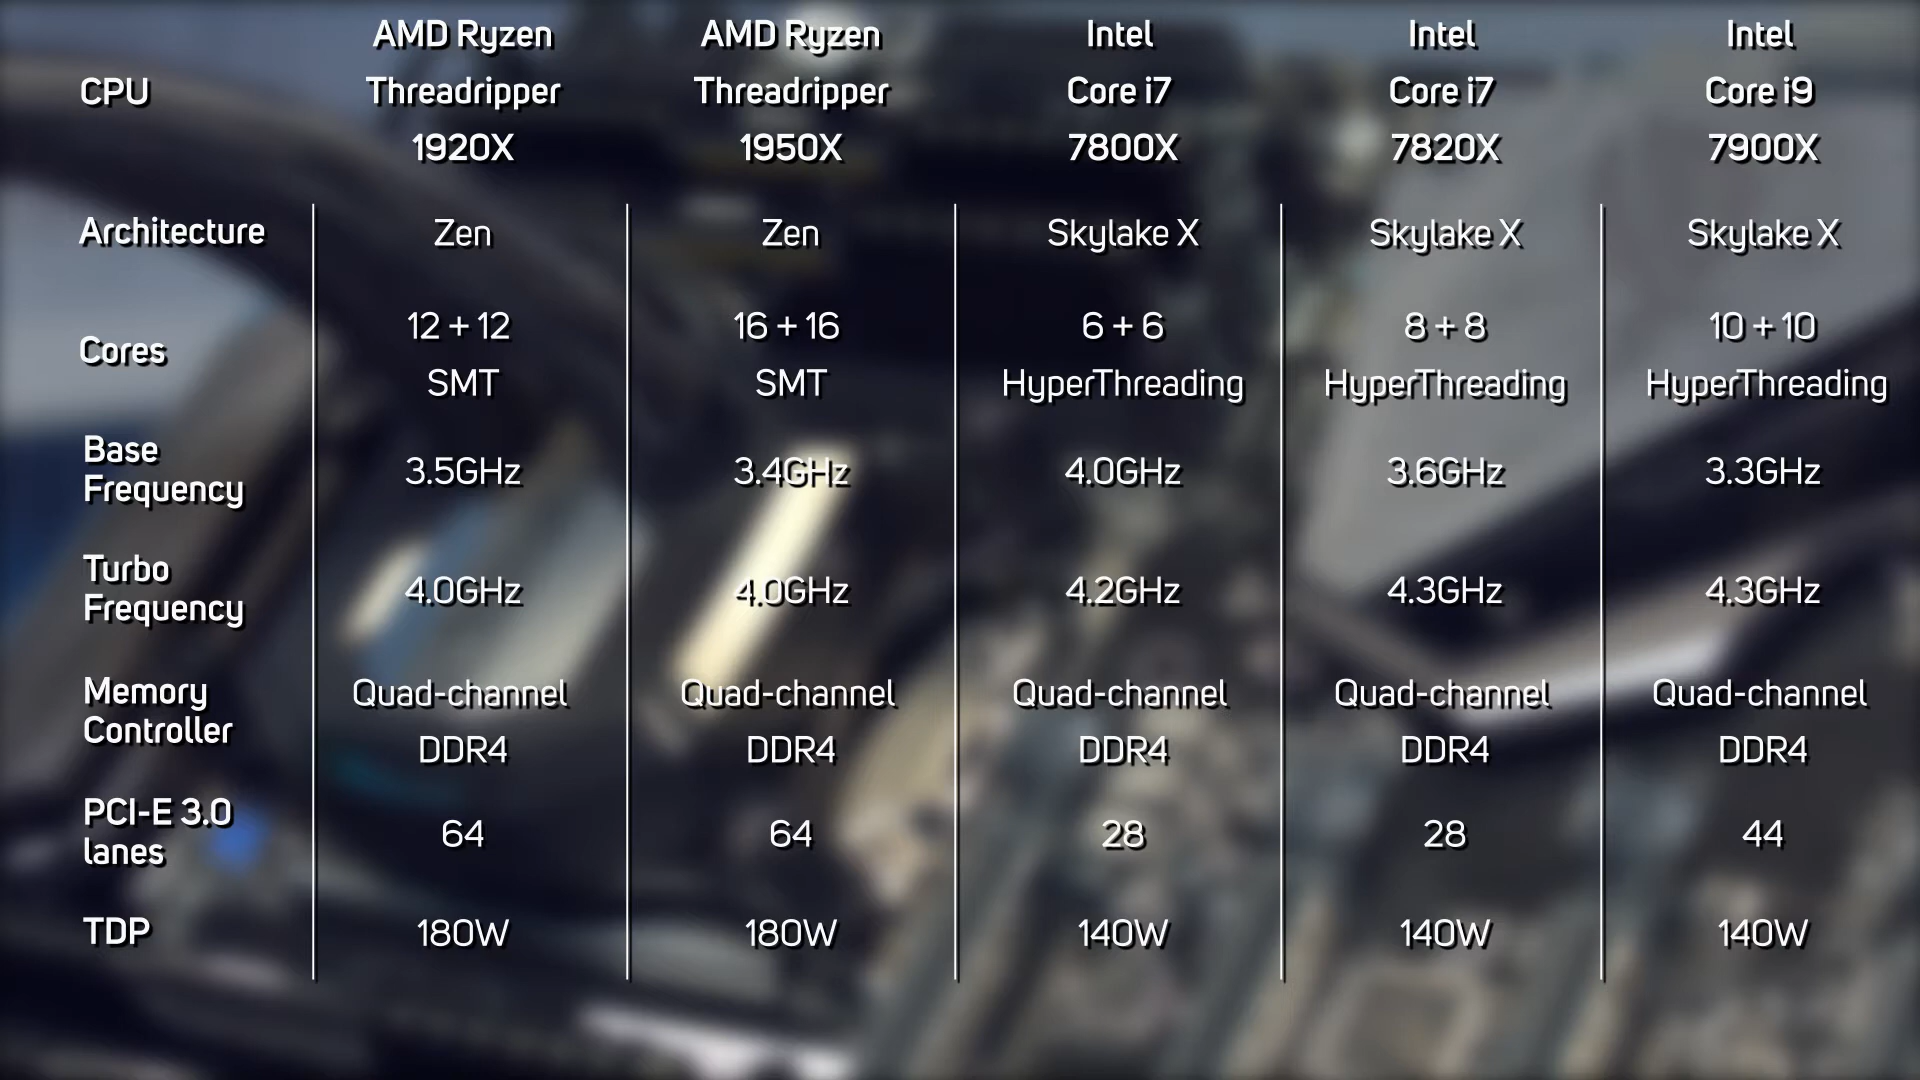 AMD Ryzen AMD Ryzen Intel Intel Intel
CPU Threadripper Threadripper Core i7 Core i7 Core i9
1920X 1950X 7800X 7820X 7900X
Architecture Zen Zen Skylake X Skylake X Skylake X
Cores 12 + 12 16 + 16 6 + 6 8 + 8 10 + 10
SMT SMT HyperThreading HyperThreading HyperThreading
Base
Frequency 3.5GHz 3.4GHz 4.0GHz 3.6GHz 3.3GHz
Turbo
Frequency 4.0GHz 4.0GHz 4.2GHz 4.3GHz 4.3GHz
Memory Quad-channel Quad-channel Quad-channel Quad-channel Quad-channel
Controller DDR4 DDR4 DDR4 DDR4 DDR4
PCI-E 3.0
lanes 64 64 28 28 44
TDP 180W 180W 140W 140W 140W